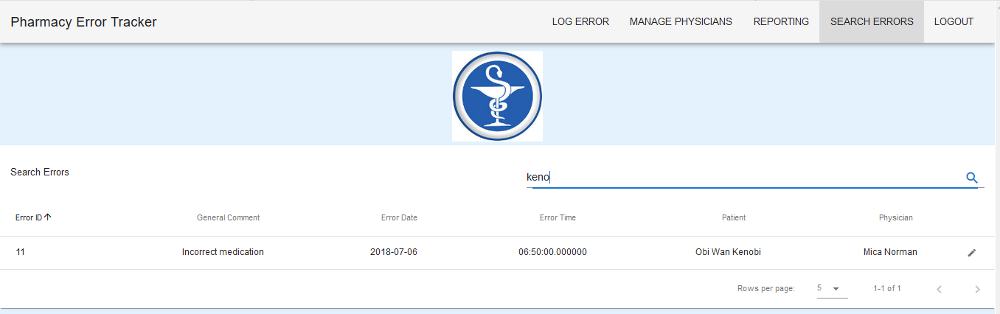 Pharmacy Error Tracker LOG ERROR MANAGE PHYSICIANS REPORTING SEARCH ERRORS LOGOUT
Search Errors
keno
Error ID General Comment Error Date Error Time Patient Physician
11 Incorrect medication 2018-07-06 06:50:00.000000 Obi Wan Kenobi Mica Norman
Rows per page: 5 1-1 of 1